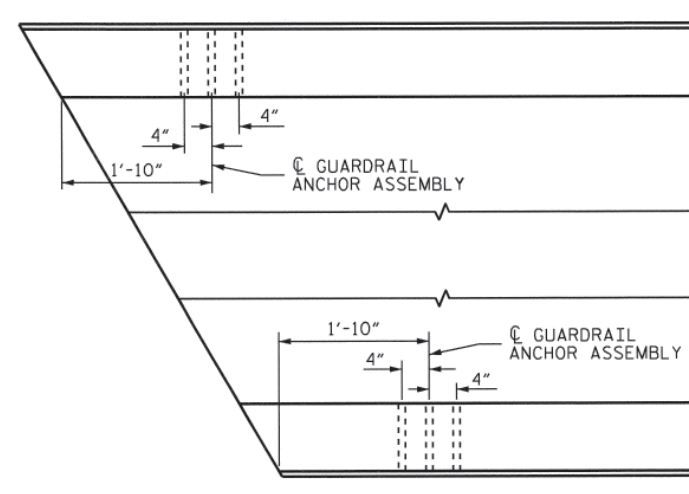 4"
4"
1'-10"
℄ GUARDRAIL
ANCHOR ASSEMBLY
1'-10"
℄ GUARDRAIL
ANCHOR ASSEMBLY
4"
4"